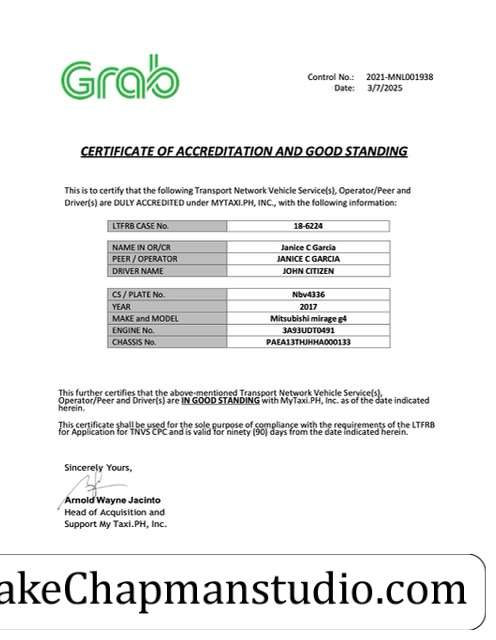 Grab
Control No.: 2021-MNL001938
Date: 3/7/2025
CERTIFICATE OF ACCREDITATION AND GOOD STANDING
This is to certify that the following Transport Network Vehicle Service(s), Operator/Peer and
Driver(s) are DULY ACCREDITED under MYTAXI.PH, INC., with the following information:
LTFRB CASE No. 18-6224
NAME IN OR/CR Janice C Garcia
PEER / OPERATOR JANICE C GARCIA
DRIVER NAME JOHN CITIZEN
CS / PLATE No. Nbv4336
YEAR 2017
MAKE and MODEL Mitsubishi mirage g4
ENGINE No. 3A93UDT0491
CHASSIS No. PAEA13THJHHA000133
This further certifies that the above-mentioned Transport Network Vehicle Service(s),
Operator/Peer and Driver(s) are IN GOOD STANDING with MyTaxi.PH, Inc. as of the date indicated
herein.
This certificate shall be used for the sole purpose of compliance with the requirements of the LTFRB
for Application for TNVS CPC and is valid for ninety (90) days from the date indicated herein.
Sincerely Yours,
Arnold Wayne Jacinto
Head of Acquisition and
Support My Taxi.PH, Inc.
akeChapmanstudio.com